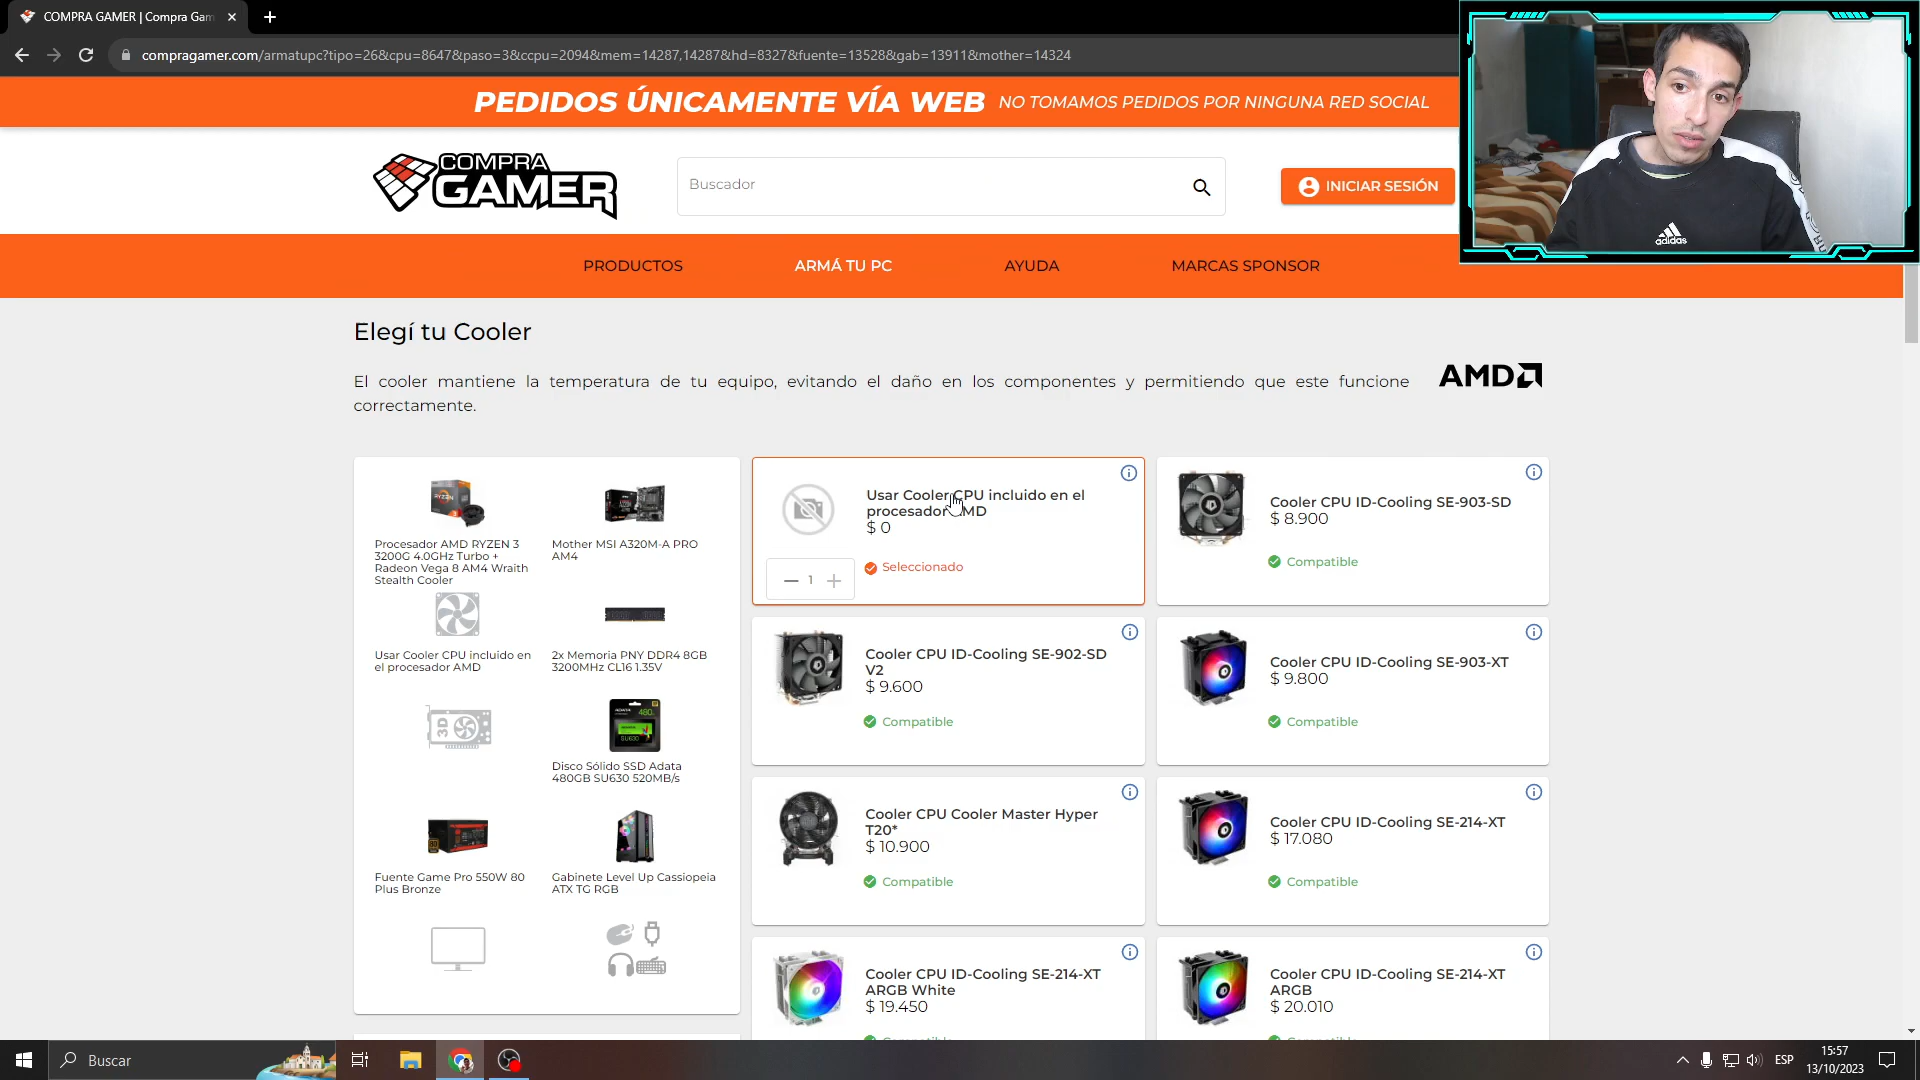 COMPRA GAMER | Compra Gam
compragamer.com/armatupc?tipo=26&cpu=8647&paso=3&ccpu=2094&mem=14287,14287&hd=8327&fuente=13528&gab=13911&mother=14324
PEDIDOS ÚNICAMENTE VÍA WEB NO TOMAMOS PEDIDOS POR NINGUNA RED SOCIAL
COMPRA
GAMER
Buscador
INICIAR SESIÓN
adidas
PRODUCTOS
ARMÁ TU PC
AYUDA
MARCAS SPONSOR
Elegí tu Cooler
El cooler mantiene la temperatura de tu equipo, evitando el daño en los componentes y permitiendo que este funcione
correctamente.
AMD
Procesador AMD RYZEN 3
3200G 4.0GHz Turbo +
Radeon Vega 8 AM4 Wraith
Stealth Cooler
Mother MSI A320M-A PRO
AM4
Usar Cooler CPU incluido en
el procesador AMD
2x Memoria PNY DDR4 8GB
3200MHz CL16 1.35V
3D
Disco Sólido SSD Adata
480GB SU630 520MB/s
Fuente Game Pro 550W 80
Plus Bronze
Gabinete Level Up Cassiopeia
ATX TG RGB
Usar Cooler CPU incluido en el
procesador AMD
$ 0
1
Seleccionado
Cooler CPU ID-Cooling SE-903-SD
$ 8.900
Compatible
Cooler CPU ID-Cooling SE-902-SD
V2
$ 9.600
Compatible
Cooler CPU ID-Cooling SE-903-XT
$ 9.800
Compatible
Cooler CPU Cooler Master Hyper
T20*
$ 10.900
Compatible
Cooler CPU ID-Cooling SE-214-XT
$ 17.080
Compatible
Cooler CPU ID-Cooling SE-214-XT
ARGB White
$ 19.450
Cooler CPU ID-Cooling SE-214-XT
ARGB
$ 20.010
Buscar
ESP
15:57
13/10/2023